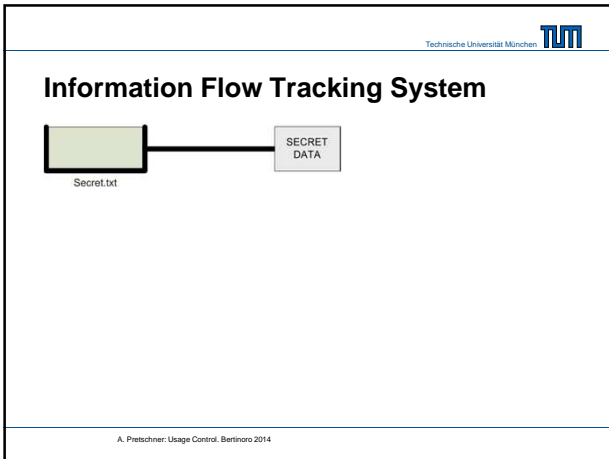 Technische Universität München
TUM
Information Flow Tracking System
SECRET
DATA
Secret.txt
A. Pretschner: Usage Control. Bertinoro 2014